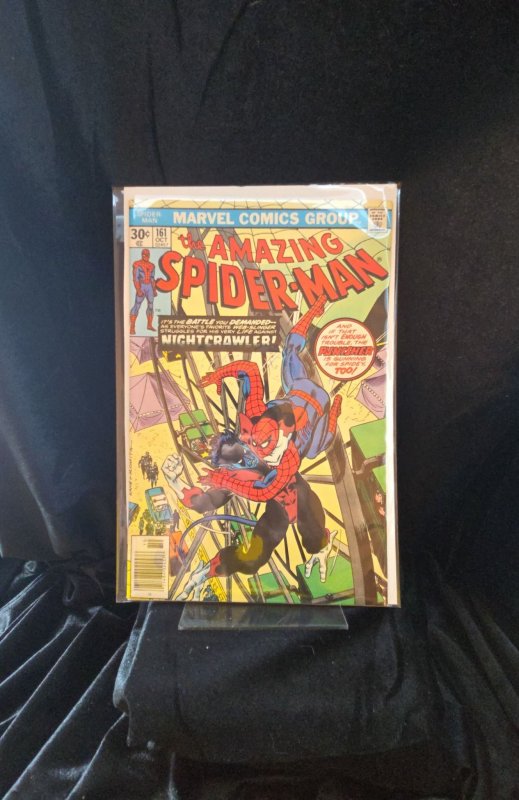 SPIDER-MAN
MARVEL COMICS GROUP
30¢
161
OCT
the AMAZING
SPIDER-MAN
IT'S THE BATTLE YOU DEMANDED--
AS EVERYONE'S FAVORITE WEB-SLINGER
STRUGGLES FOR HIS VERY LIFE AGAINST
NIGHTCRAWLER!
AND
IF THAT
ISN'T ENOUGH
TROUBLE, THE
PUNISHER
IS GUNNING
FOR SPIDEY,
TOO!